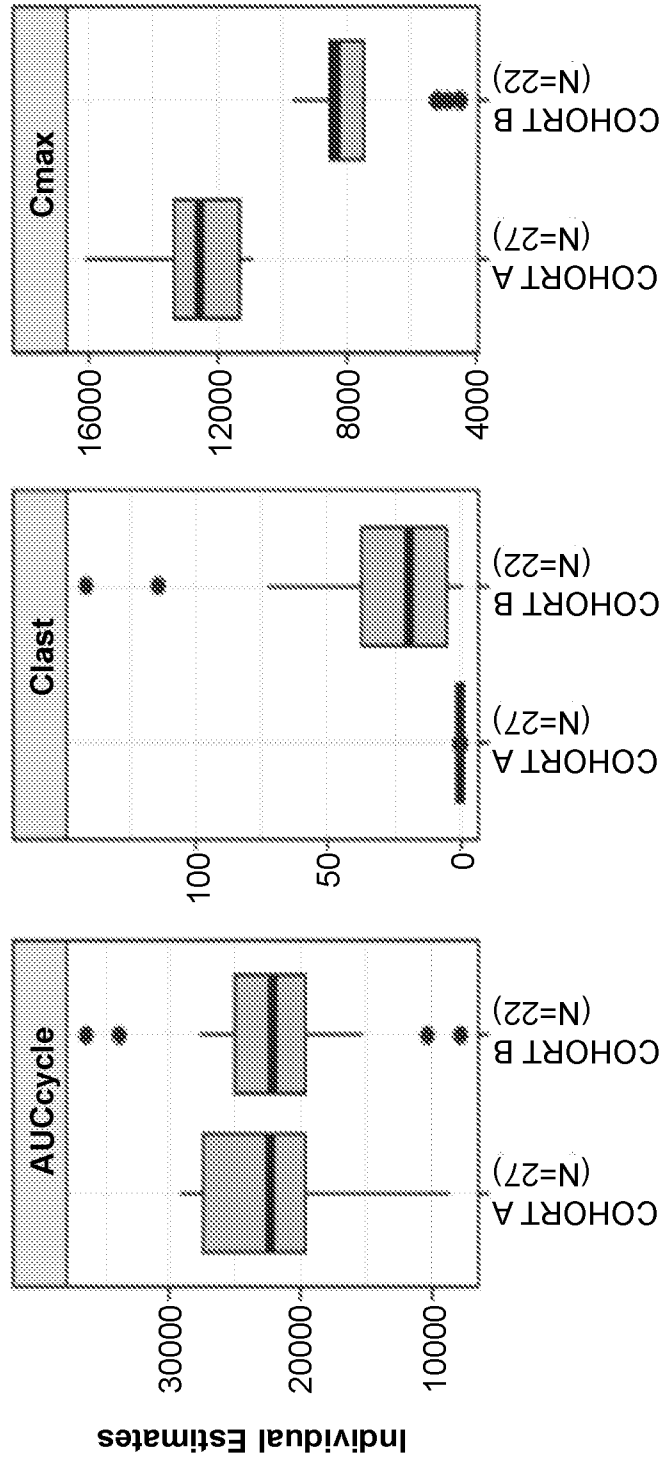 Individual Estimates
AUCcycle
30000
20000
10000
COHORT A
(N=27)
COHORT B
(N=22)
Clast
100
50
0
COHORT A
(N=27)
COHORT B
(N=22)
Cmax
16000
12000
8000
4000
COHORT A
(N=27)
COHORT B
(N=22)